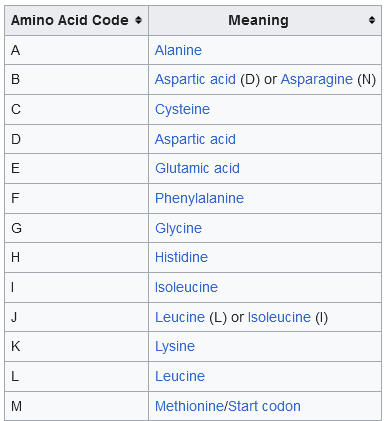 Amino Acid Code Meaning
A Alanine
B Aspartic acid (D) or Asparagine (N)
C Cysteine
D Aspartic acid
E Glutamic acid
F Phenylalanine
G Glycine
H Histidine
I Isoleucine
J Leucine (L) or Isoleucine (I)
K Lysine
L Leucine
M Methionine/Start codon